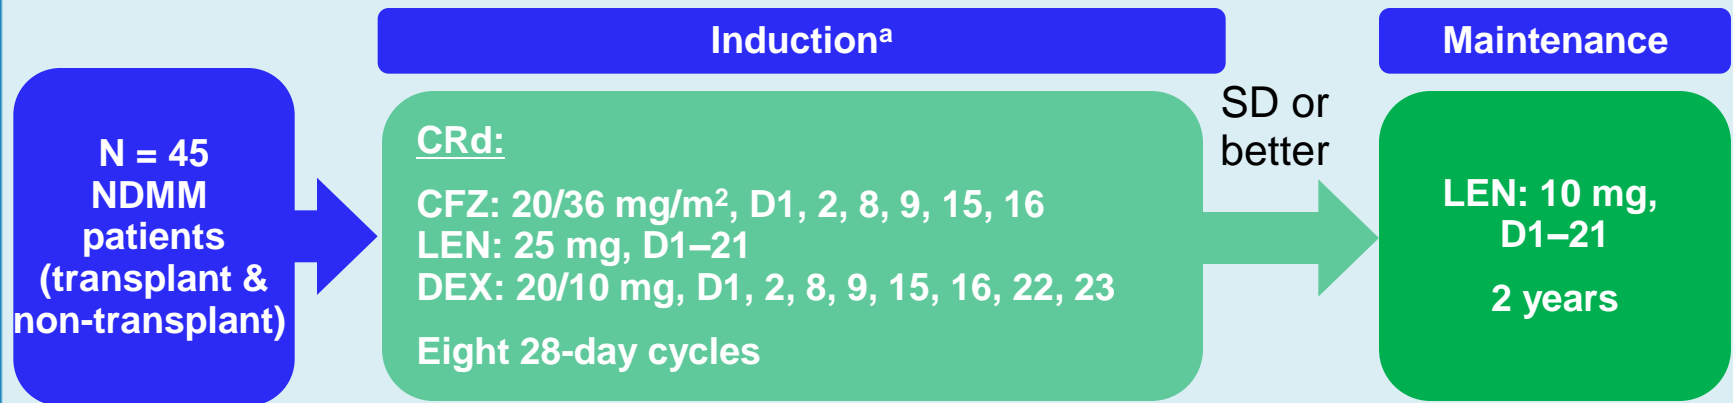 Inductionᵃ
Maintenance
N = 45
NDMM
patients
(transplant &
non-transplant)
CRd:
CFZ: 20/36 mg/m², D1, 2, 8, 9, 15, 16
LEN: 25 mg, D1–21
DEX: 20/10 mg, D1, 2, 8, 9, 15, 16, 22, 23
Eight 28-day cycles
SD or
better
LEN: 10 mg,
D1–21
2 years